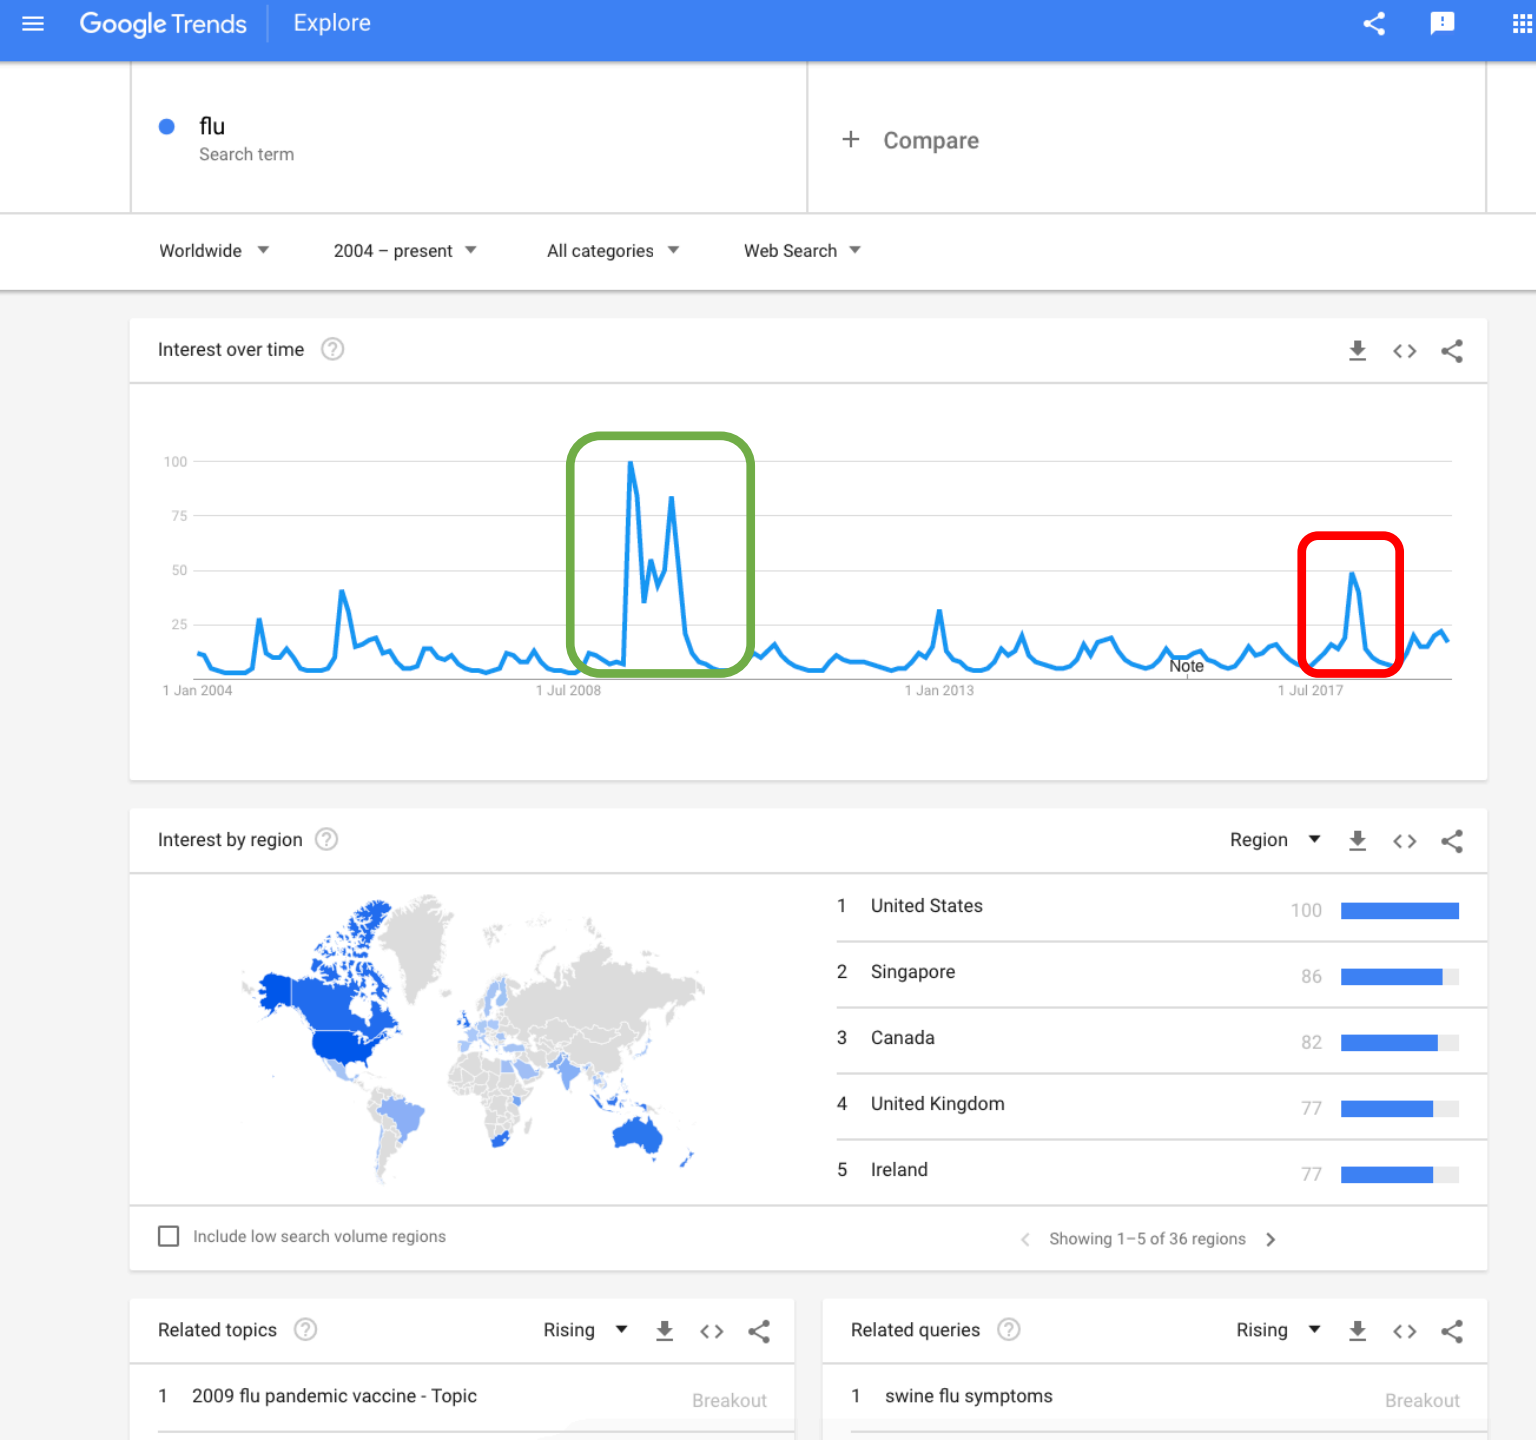 Google Trends Explore
flu
Search term
+ Compare
Worldwide 2004 – present All categories Web Search
Interest over time ?
100
75
50
25
Note
1 Jan 2004 1 Jul 2008 1 Jan 2013 1 Jul 2017
Interest by region ? Region
1 United States 100
2 Singapore 86
3 Canada 82
4 United Kingdom 77
5 Ireland 77
Include low search volume regions
Showing 1–5 of 36 regions
Related topics ? Rising
1 2009 flu pandemic vaccine - Topic Breakout
Related queries ? Rising
1 swine flu symptoms Breakout